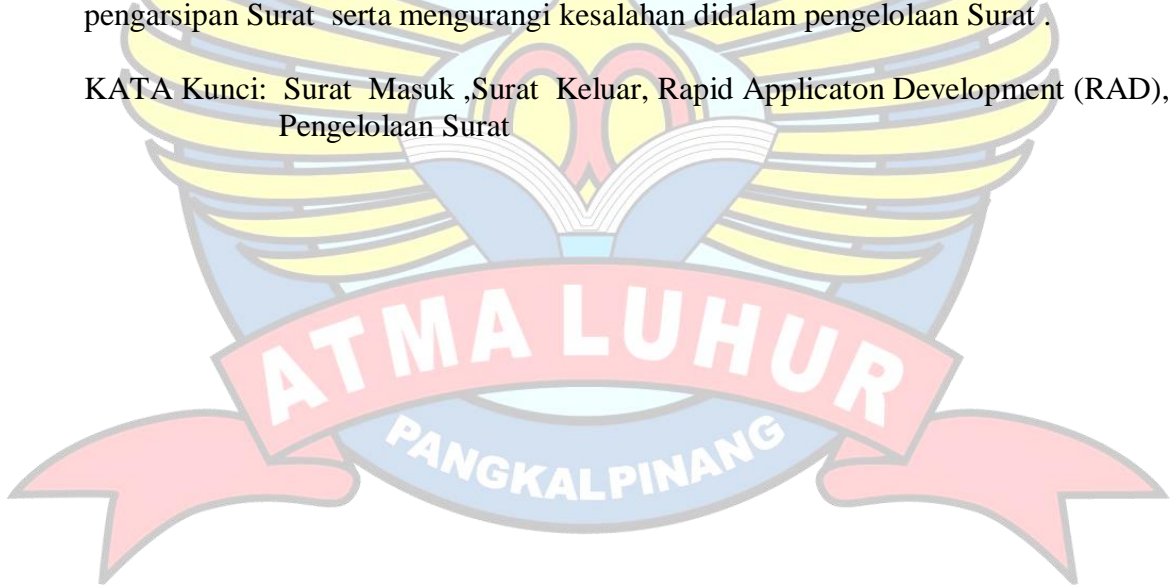 pengarsipan Surat serta mengurangi kesalahan didalam pengelolaan Surat .
KATA Kunci: Surat Masuk ,Surat Keluar, Rapid Applicaton Development (RAD),
Pengelolaan Surat
ATMA LUHUR
PANGKALPINANG